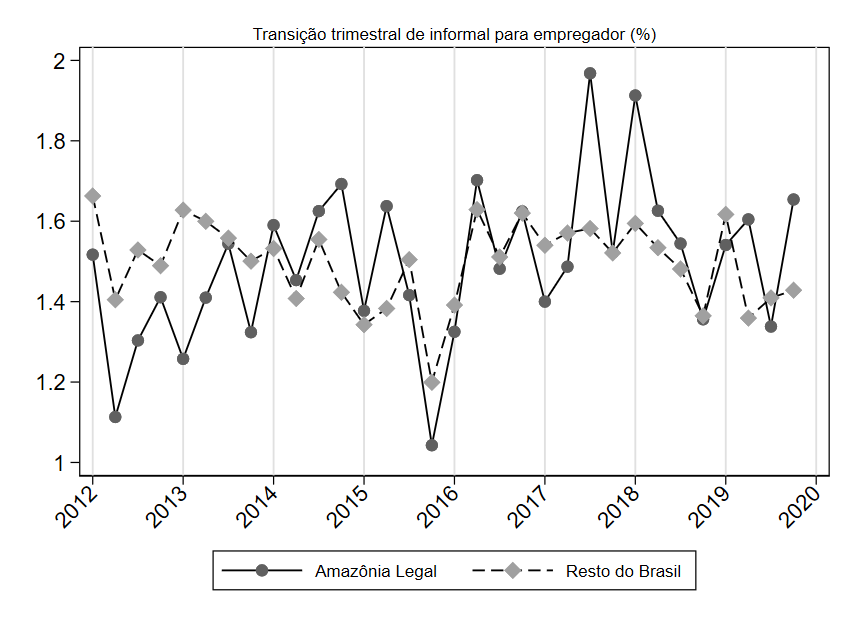 Transição trimestral de informal para empregador (%)
2
1.8
1.6
1.4
1.2
1
2012 2013 2014 2015 2016 2017 2018 2019 2020
Amazônia Legal Resto do Brasil